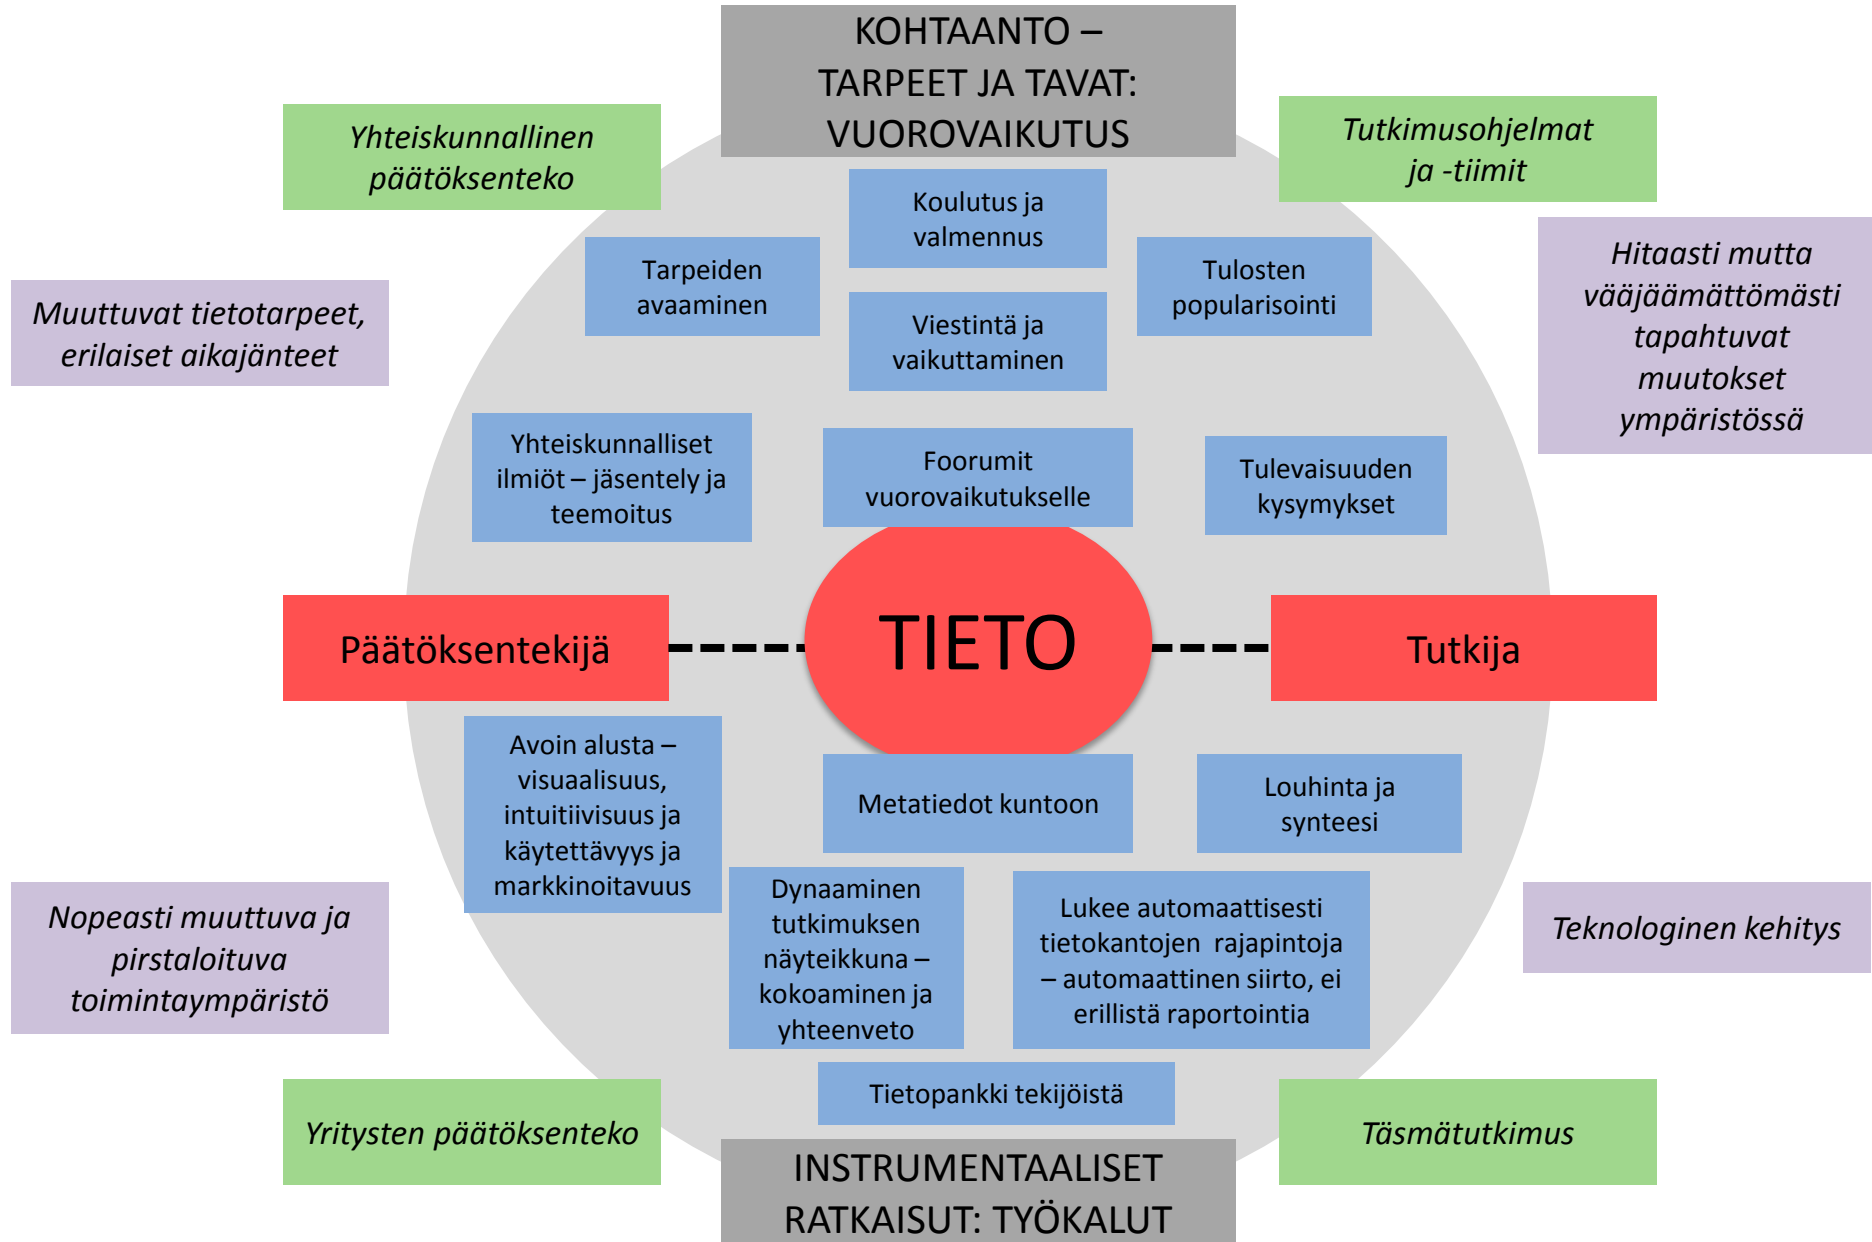 KOHTAANTO –
TARPEET JA TAVAT:
VUOROVAIKUTUS
Yhteiskunnallinen
päätöksenteko
Tutkimusohjelmat
ja -tiimit
Koulutus ja
valmennus
Tarpeiden
avaaminen
Tulosten
popularisointi
Hitaasti mutta
vääjäämättömästi
tapahtuvat
muutokset
ympäristössä
Muuttuvat tietotarpeet,
erilaiset aikajänteet
Viestintä ja
vaikuttaminen
Yhteiskunnalliset
ilmiöt – jäsentely ja
teemoitus
Foorumit
vuorovaikutukselle
Tulevaisuuden
kysymykset
Päätöksentekijä
TIETO
Tutkija
Avoin alusta –
visuaalisuus,
intuitiivisuus ja
käytettävyys ja
markkinoitavuus
Metatiedot kuntoon
Louhinta ja
synteesi
Nopeasti muuttuva ja
pirstaloituva
toimintaympäristö
Dynaaminen
tutkimuksen
näyteikkuna –
kokoaminen ja
yhteenveto
Lukee automaattisesti
tietokantojen  rajapintoja
– automaattinen siirto, ei
erillistä raportointia
Teknologinen kehitys
Tietopankki tekijöistä
Yritysten päätöksenteko
Täsmätutkimus
INSTRUMENTAALISET
RATKAISUT: TYÖKALUT